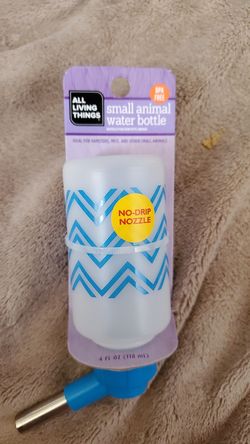 ALL
LIVING
THINGS®
BPA
FREE
small animal
water bottle
IDEAL FOR HAMSTERS, MICE, AND OTHER SMALL ANIMALS
NO-DRIP
NOZZLE
4 FL OZ (118 mL)